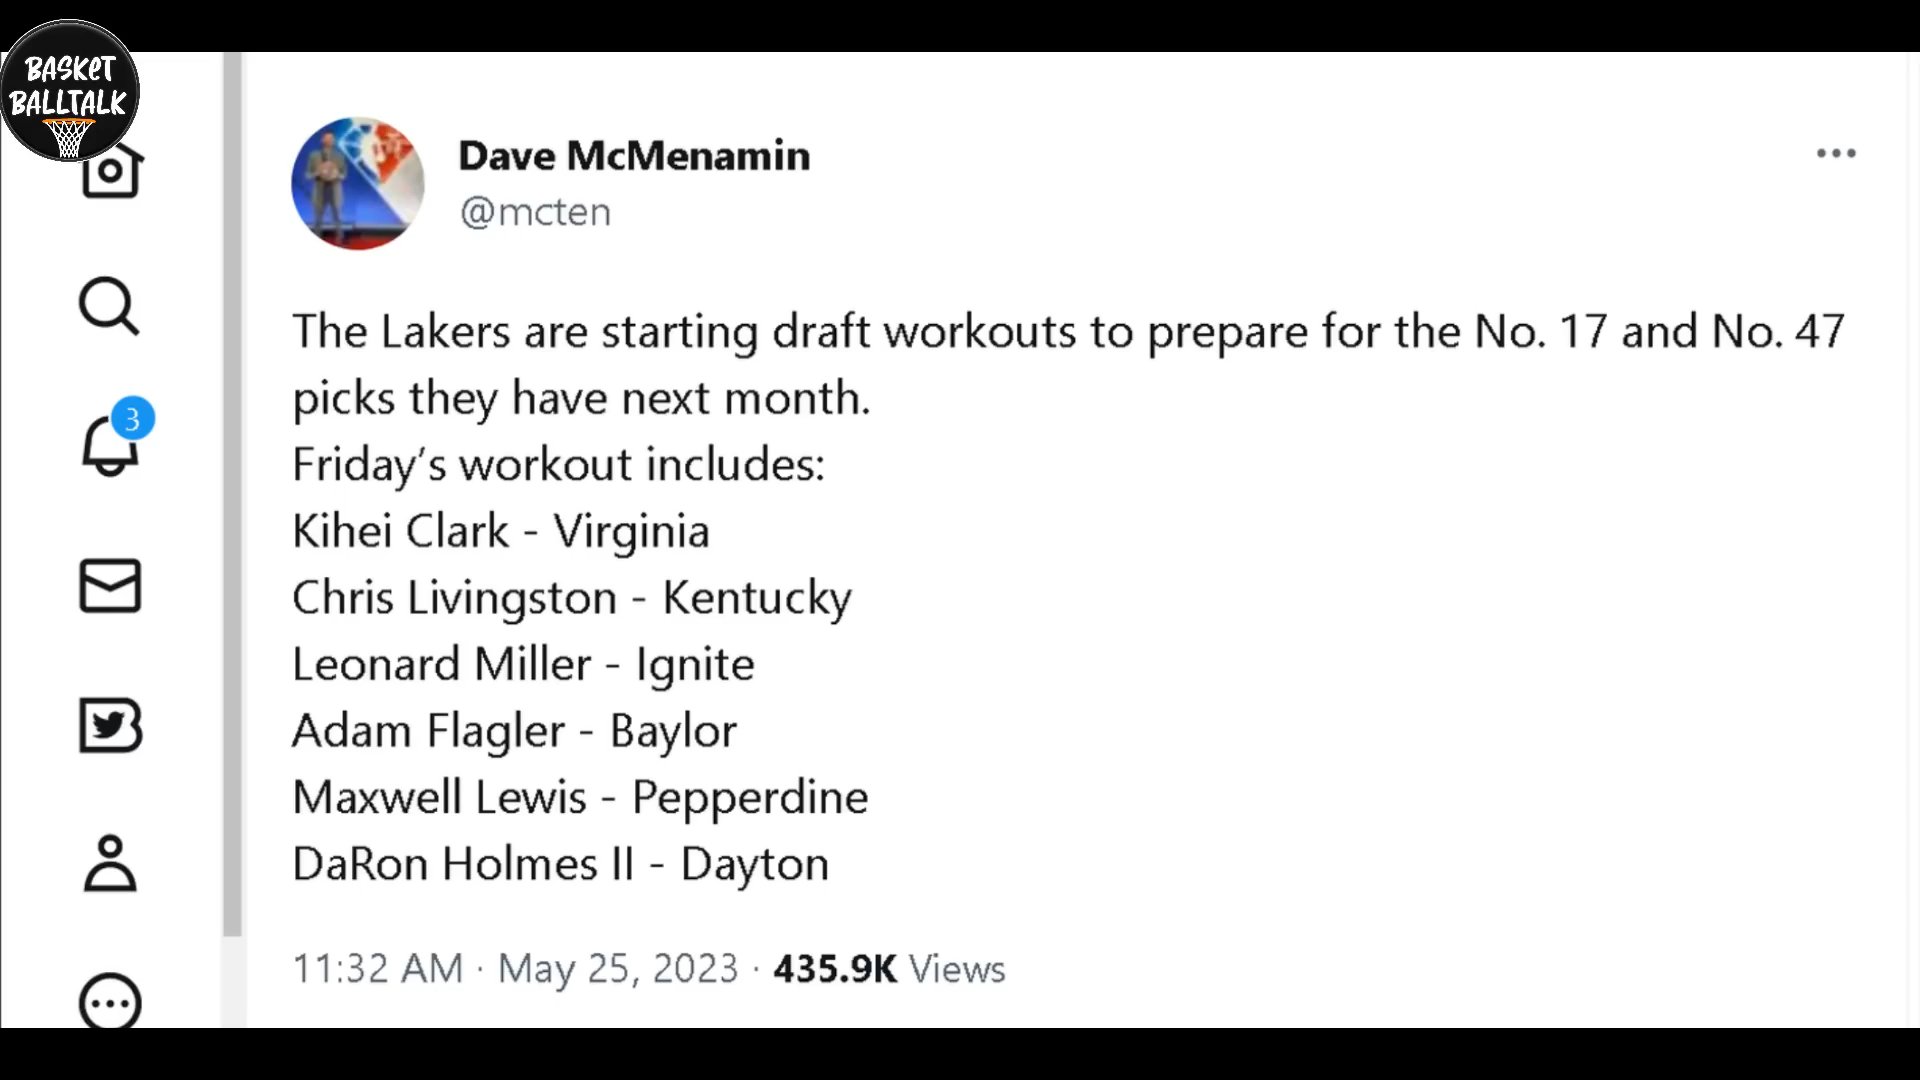 BASKET
BALLTALK
Dave McMenamin
@mcten
The Lakers are starting draft workouts to prepare for the No. 17 and No. 47
picks they have next month.
Friday’s workout includes:
Kihei Clark - Virginia
Chris Livingston - Kentucky
Leonard Miller - Ignite
Adam Flagler - Baylor
Maxwell Lewis - Pepperdine
DaRon Holmes II - Dayton
11:32 AM · May 25, 2023 · 435.9K Views
3